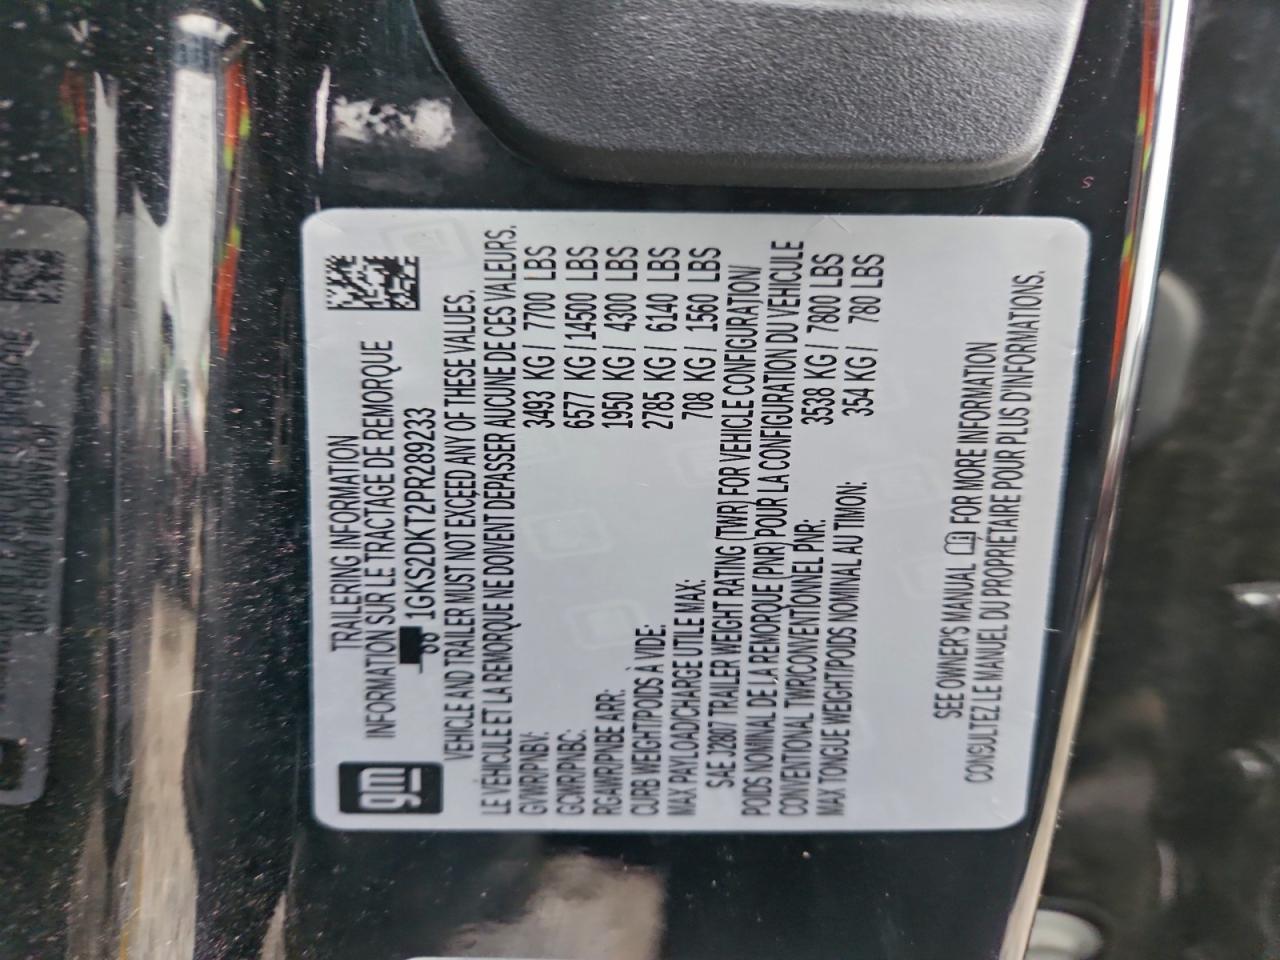 gm
TRAILERING INFORMATION
INFORMATION SUR LE TRACTAGE DE REMORQUE
1GKS2DKT2PR289233
VEHICLE AND TRAILER MUST NOT EXCEED ANY OF THESE VALUES.
LE VÉHICULE ET LA REMORQUE NE DOIVENT DEPASSER AUCUNE DE CES VALEURS.
GVWR/PNBV: 3493 KG / 7700 LBS
GCWR/PNBC: 6577 KG / 14500 LBS
RGAWR/PNBE ARR: 1950 KG / 4300 LBS
CURB WEIGHT/POIDS À VIDE: 2785 KG / 6140 LBS
MAX PAYLOAD/CHARGE UTILE MAX: 708 KG / 1560 LBS
SAE J2807 TRAILER WEIGHT RATING (TWR) FOR VEHICLE CONFIGURATION/
POIDS NOMINAL DE LA REMORQUE (PNR) POUR LA CONFIGURATION DU VÉHICULE
CONVENTIONAL TWR/CONVENTIONNEL PNR: 3538 KG / 7800 LBS
MAX TONGUE WEIGHT/POIDS NOMINAL AU TIMON: 354 KG / 780 LBS
SEE OWNER'S MANUAL FOR MORE INFORMATION
CONSULTEZ LE MANUEL DU PROPRIÉTAIRE POUR PLUS D'INFORMATIONS.